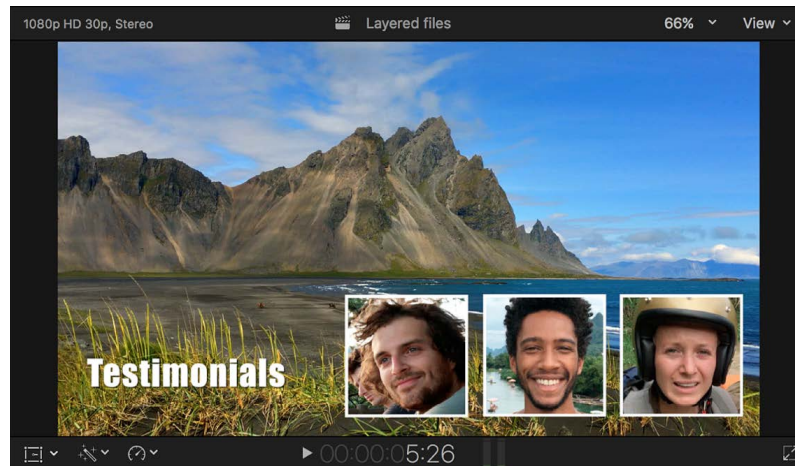 1080p HD 30p, Stereo
Layered files
66%
View
Testimonials
00:00:05:26